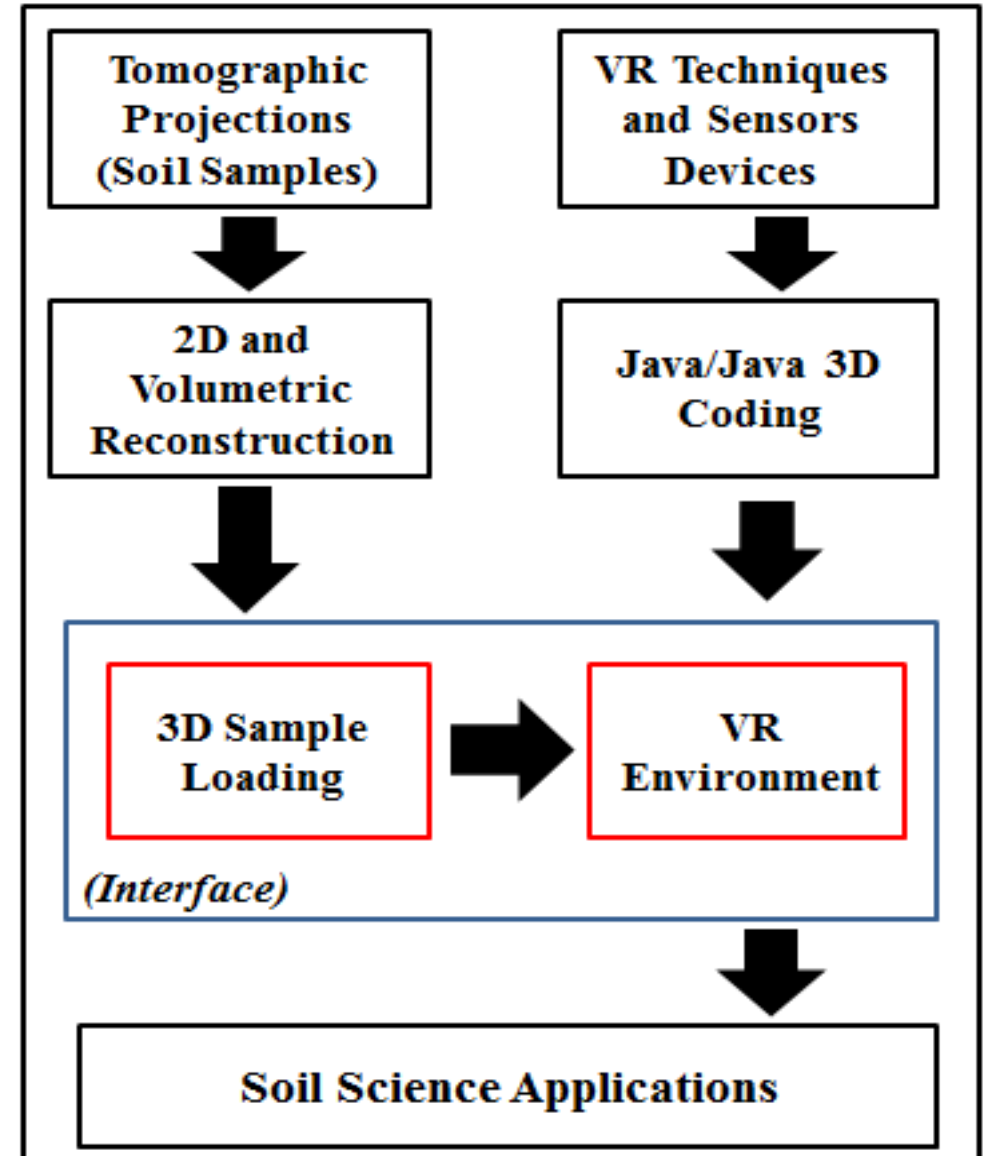 Tomographic
Projections
(Soil Samples)
VR Techniques
and Sensors
Devices
2D and
Volumetric
Reconstruction
Java/Java 3D
Coding
3D Sample
Loading
VR
Environment
(Interface)
Soil Science Applications